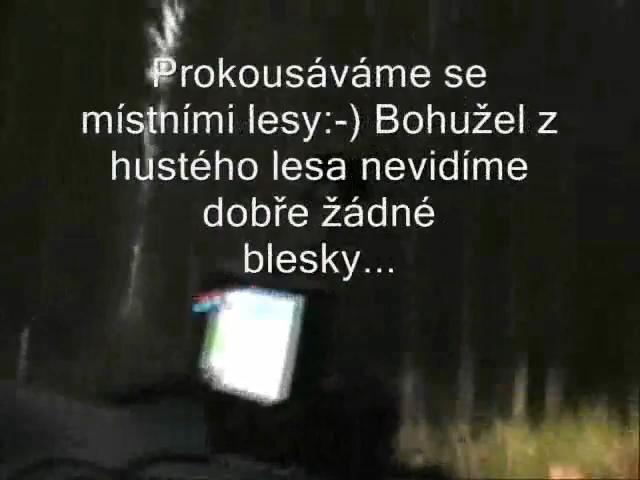 Prokousáváme se
místními lesy:-) Bohužel z
hustého lesa nevidíme
dobře žádné
blesky...